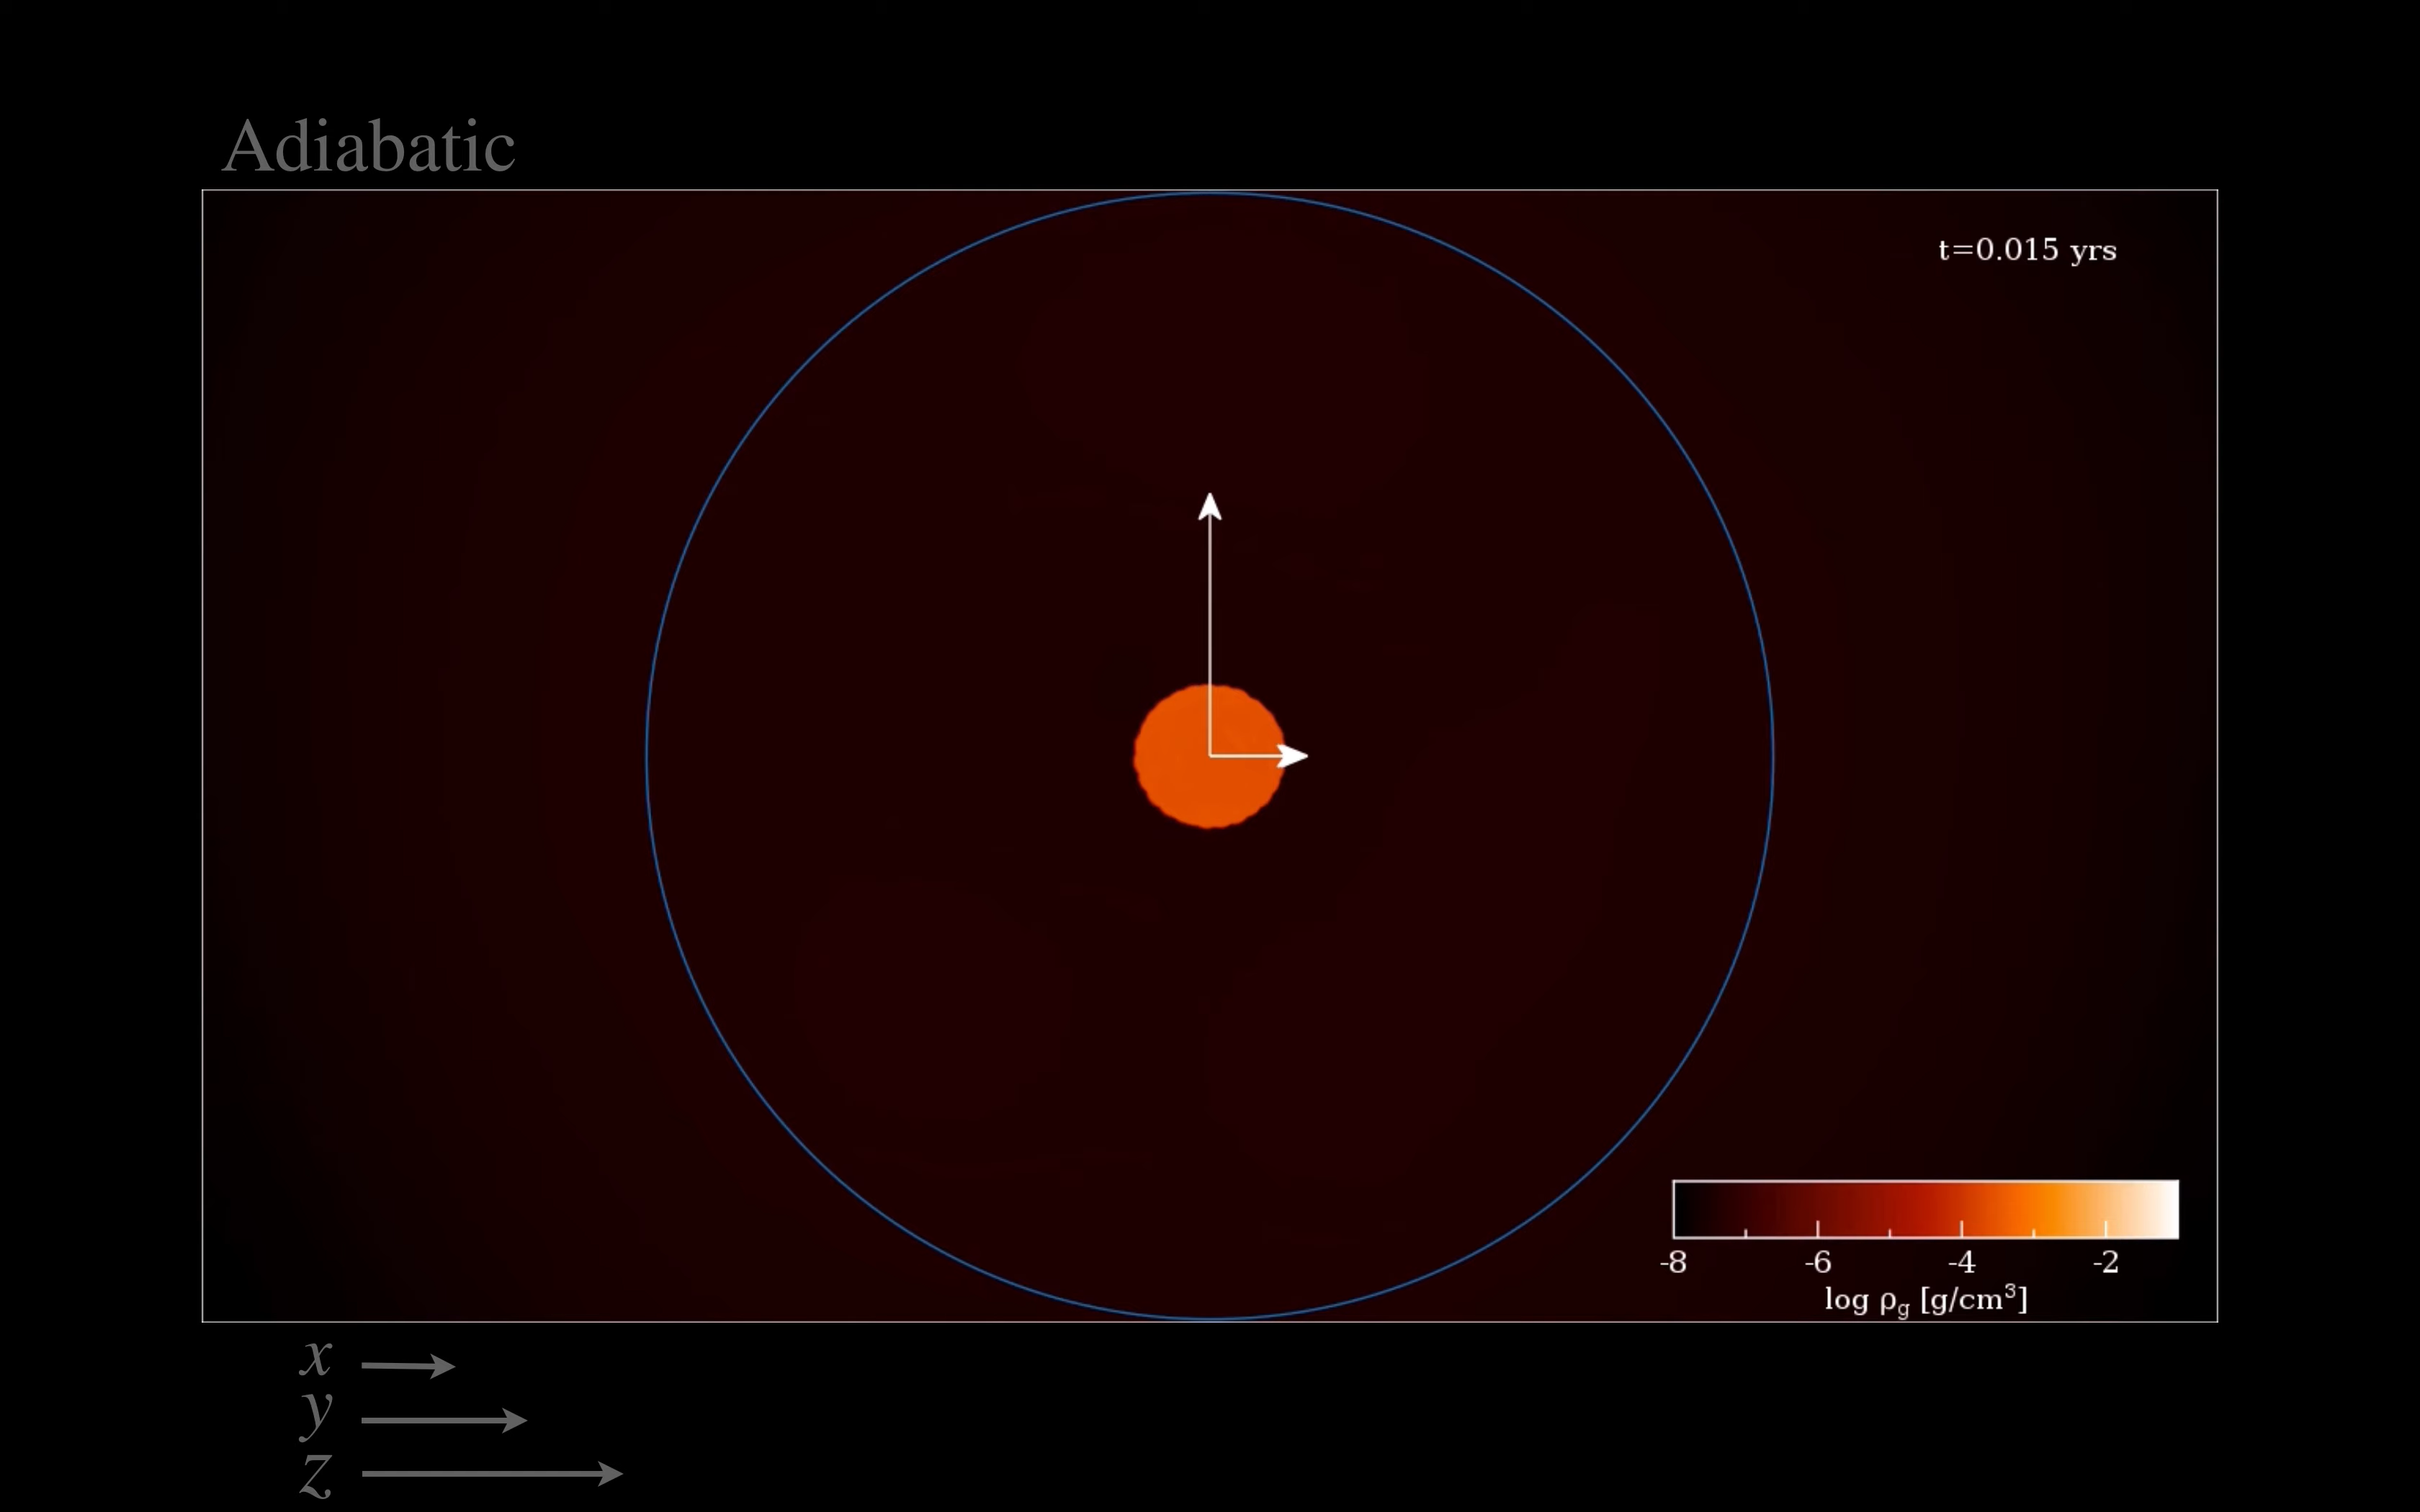 Adiabatic
t=0.015 yrs
-8 -6 -4 -2
log ρg [g/cm³]
x
y
z